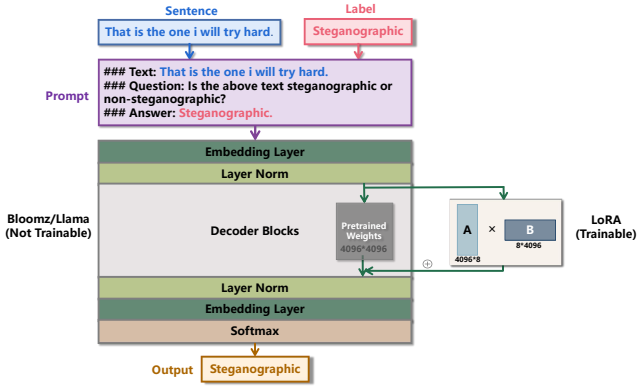 Sentence
Label
That is the one i will try hard.
Steganographic
Prompt
### Text: That is the one i will try hard.
### Question: Is the above text steganographic or
non-steganographic?
### Answer: Steganographic.
Embedding Layer
Layer Norm
Bloomz/Llama
(Not Trainable)
Decoder Blocks
Pretrained
Weights
4096*4096
A
×
B
4096*8
8*4096
LoRA
(Trainable)
⊕
Layer Norm
Embedding Layer
Softmax
Output
Steganographic